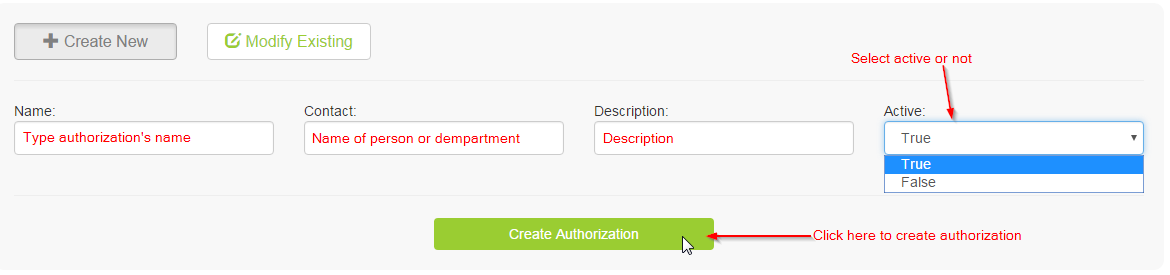 Create New
Modify Existing
Select active or not
Name:
Contact:
Description:
Active:
Type authorization's name
Name of person or dempartment
Description
True
True
False
Create Authorization
Click here to create authorization